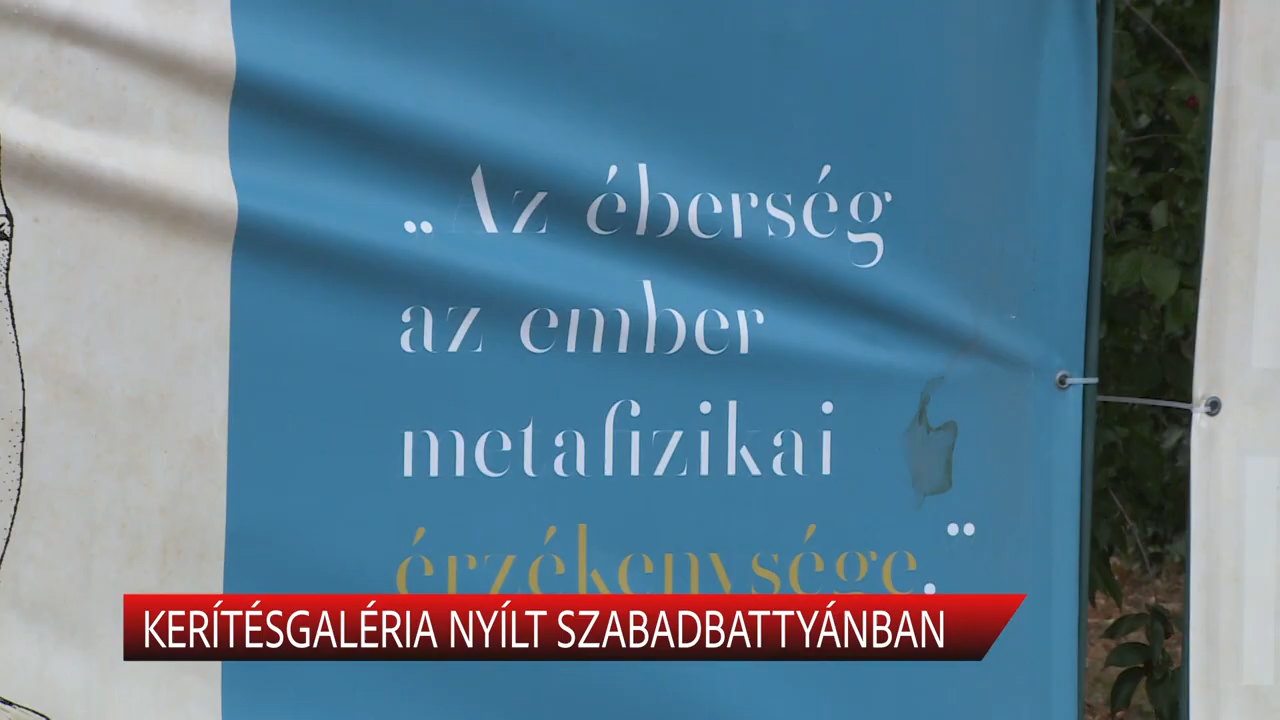 „Az éberség
az ember
metafizikai
érzékenysége.”
KERÍTÉSGALÉRIA NYÍLT SZABADBATTYÁNBAN